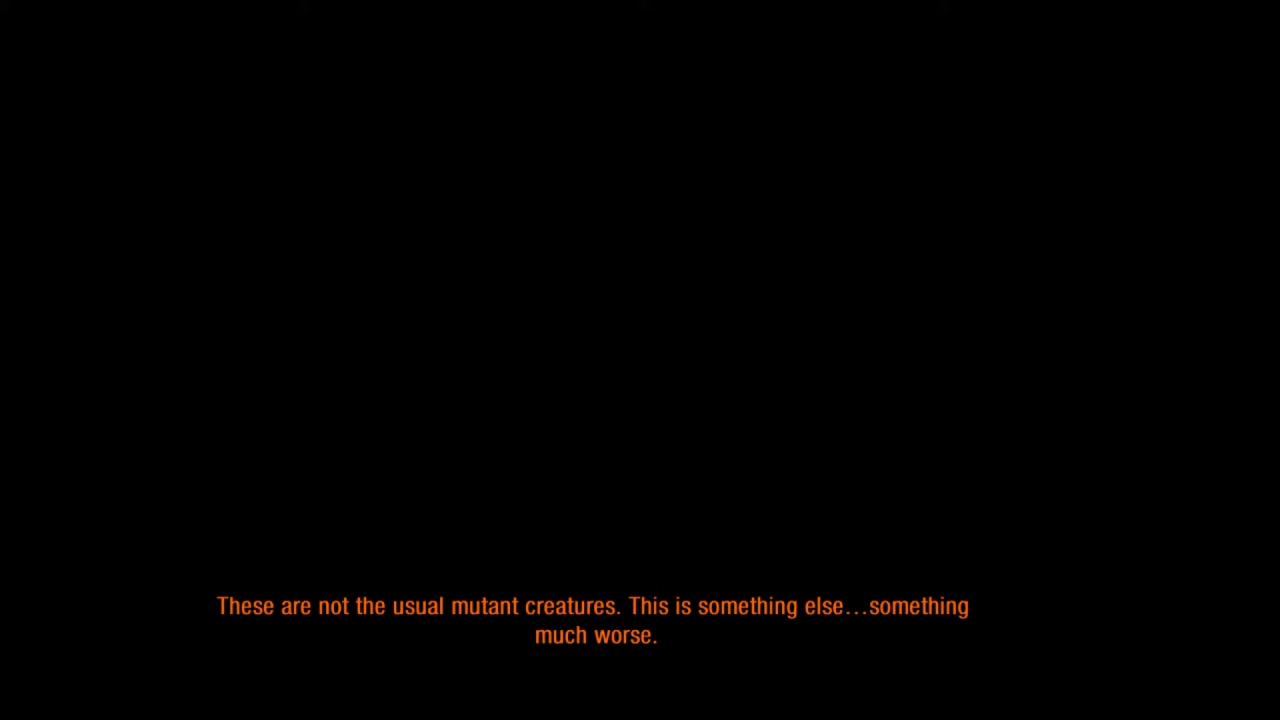 These are not the usual mutant creatures. This is something else…something
much worse.